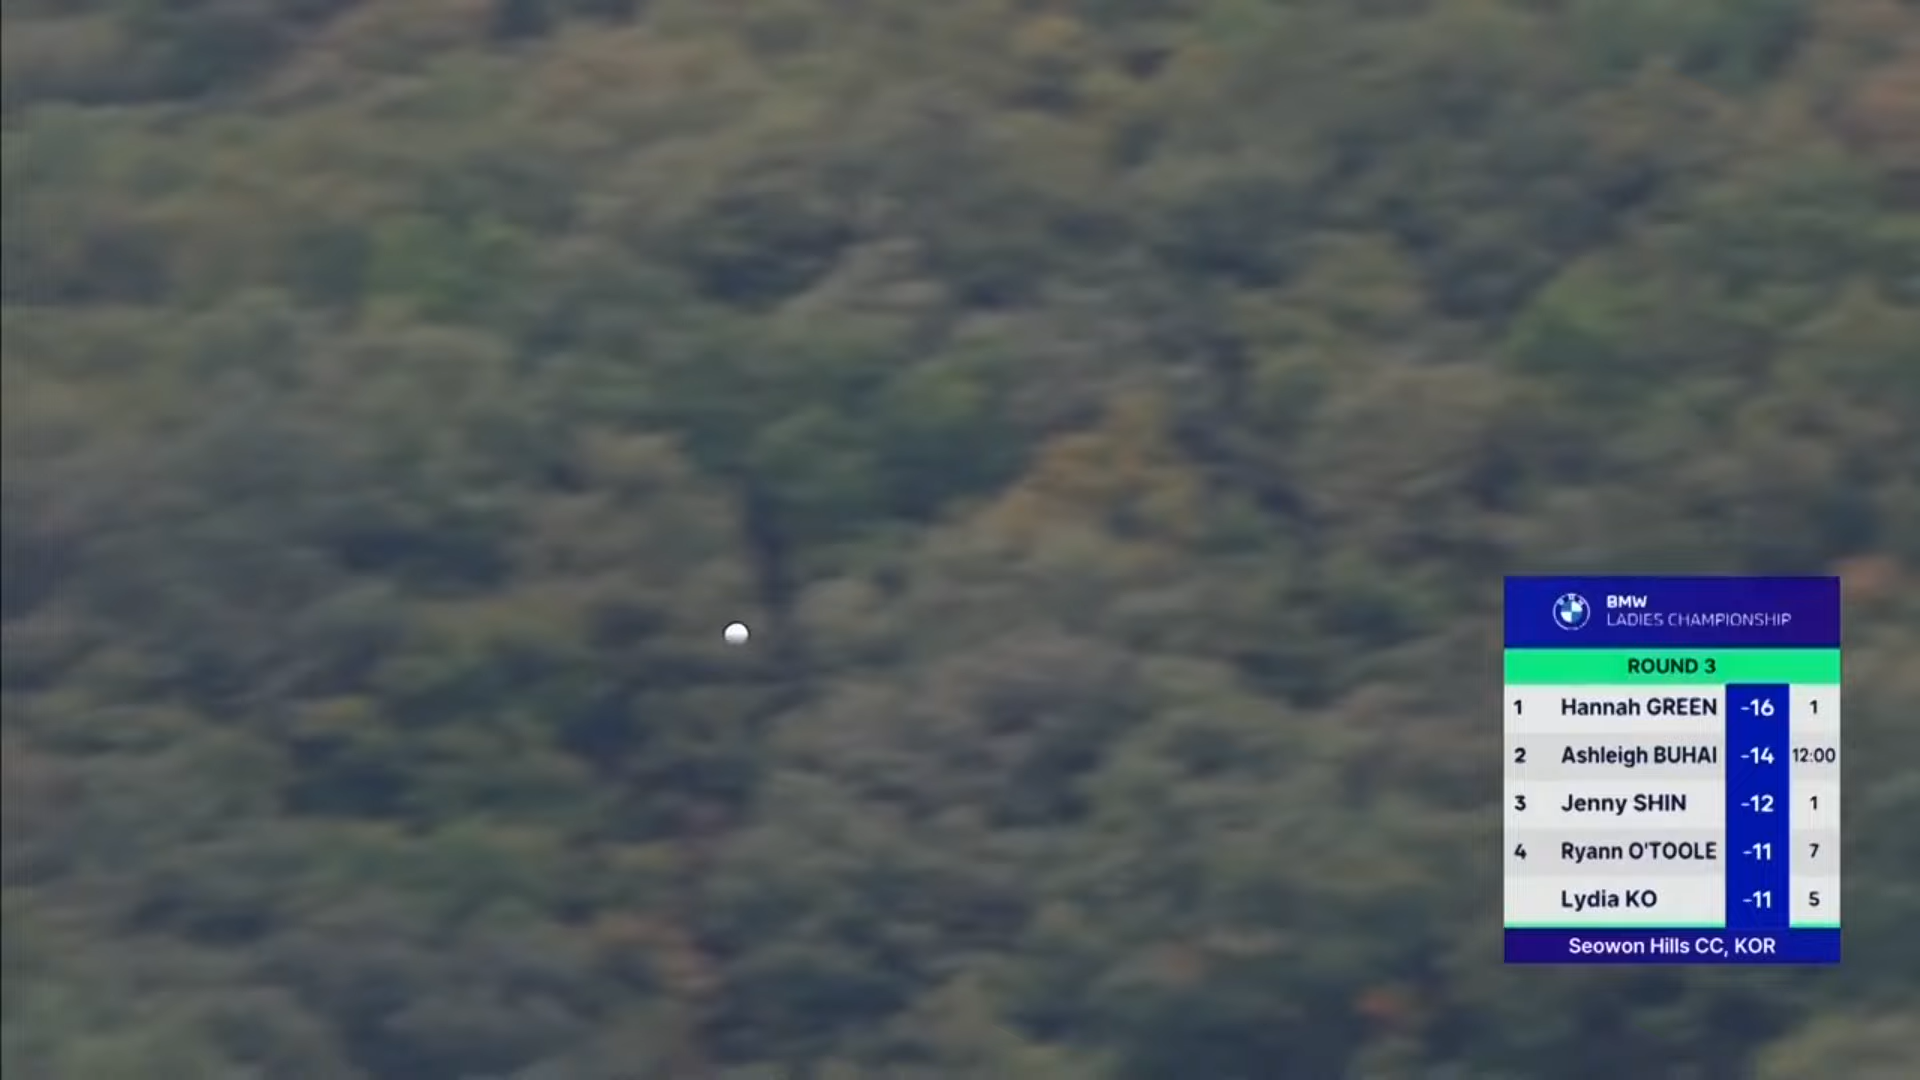 BMW
LADIES CHAMPIONSHIP
ROUND 3
1 Hannah GREEN -16 1
2 Ashleigh BUHAI -14 12:00
3 Jenny SHIN -12 1
4 Ryann O'TOOLE -11 7
Lydia KO -11 5
Seowon Hills CC, KOR